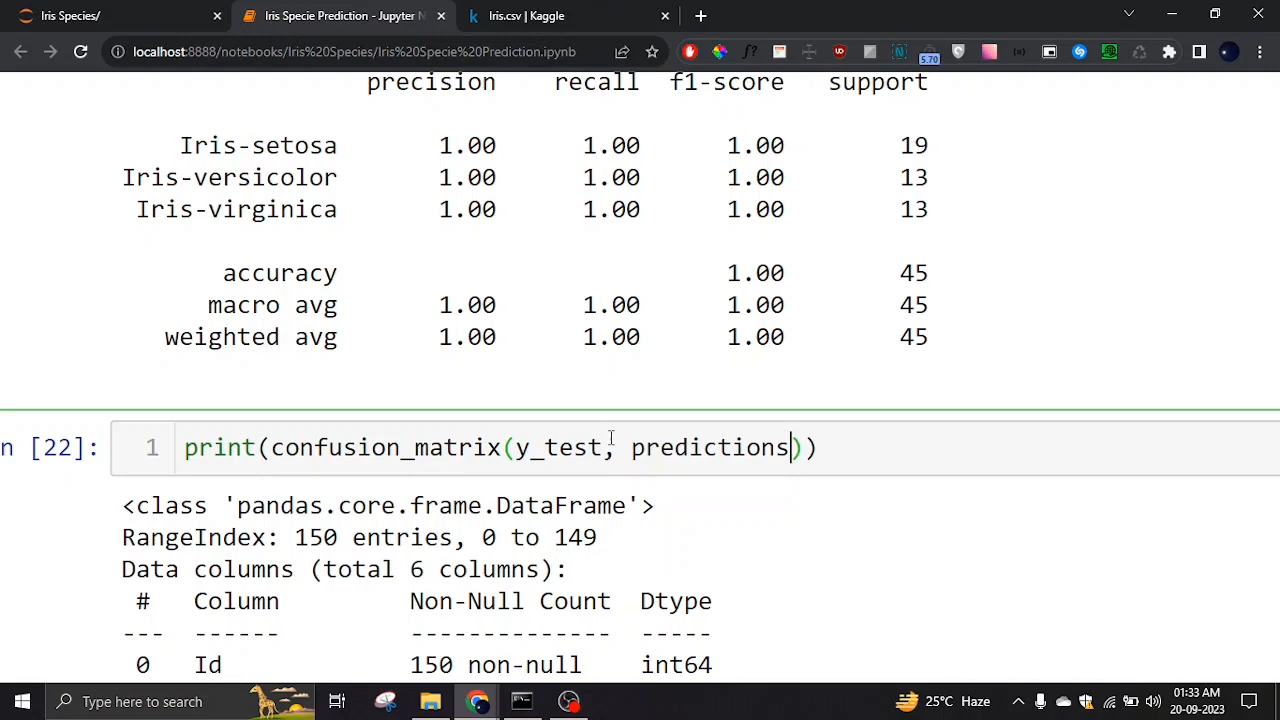 Iris Species/
Iris Specie Prediction - Jupyter N
Iris.csv | Kaggle
localhost:8888/notebooks/Iris%20Species/Iris%20Specie%20Prediction.ipynb
5.70
precision recall f1-score support
Iris-setosa 1.00 1.00 1.00 19
Iris-versicolor 1.00 1.00 1.00 13
Iris-virginica 1.00 1.00 1.00 13
accuracy 1.00 45
macro avg 1.00 1.00 1.00 45
weighted avg 1.00 1.00 1.00 45
n [22]: 1 print(confusion_matrix(y_test, predictions))
<class 'pandas.core.frame.DataFrame'>
RangeIndex: 150 entries, 0 to 149
Data columns (total 6 columns):
# Column Non-Null Count Dtype
--- ------ -------------- -----
0 Id 150 non-null int64
Type here to search
25°C Haze
01:33 AM
20-09-2023